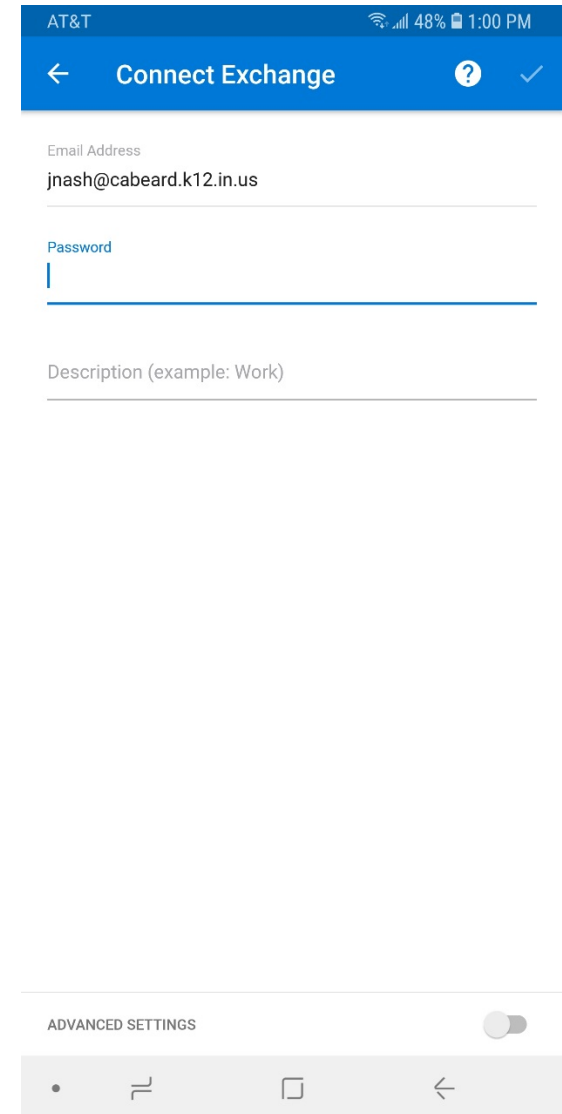 AT&T 48% 1:00 PM
Connect Exchange ?
Email Address
jnash@cabeard.k12.in.us
Password
Description (example: Work)
ADVANCED SETTINGS